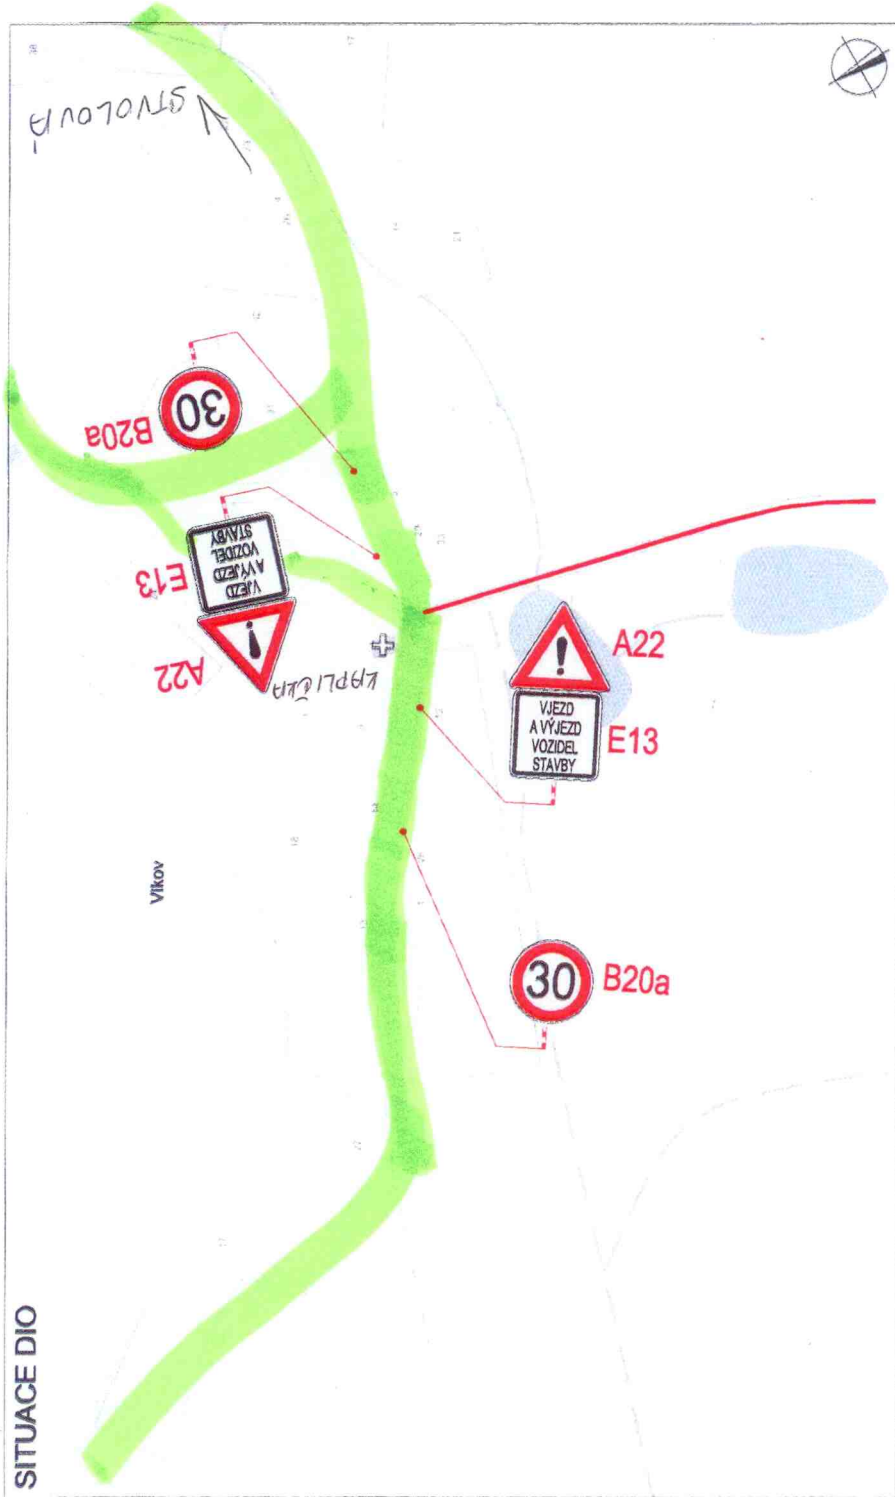 SITUACE DIO
Vlkov
STVOLOVÁ
B20a
30
E13
VJEZD
A VÝJEZD
VOZIDEL
STAVBY
A22
KAPLIČKA
A22
VJEZD
A VÝJEZD
VOZIDEL
STAVBY
E13
30
B20a